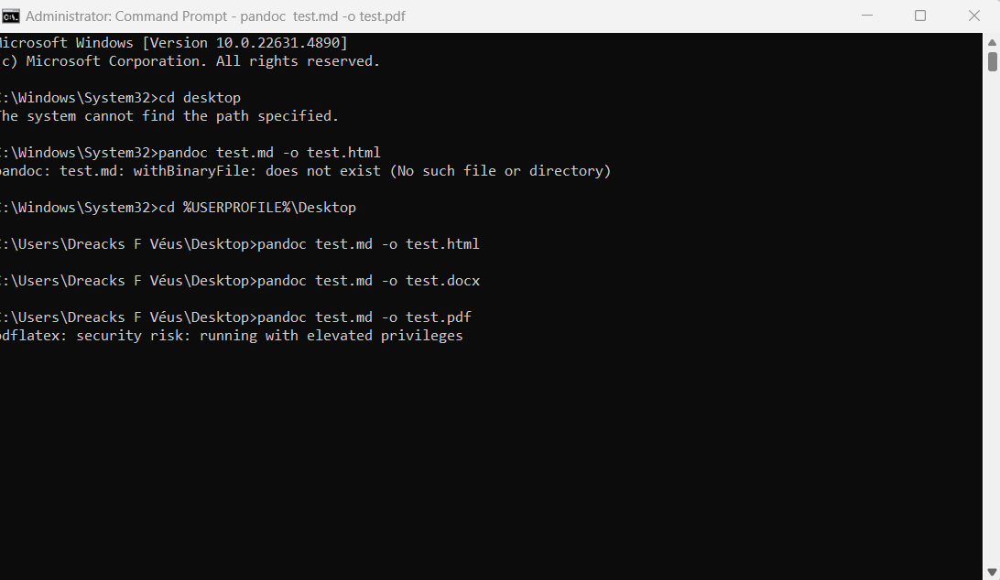 Administrator: Command Prompt - pandoc  test.md -o test.pdf
Microsoft Windows [Version 10.0.22631.4890]
(c) Microsoft Corporation. All rights reserved.
C:\Windows\System32>cd desktop
The system cannot find the path specified.
C:\Windows\System32>pandoc test.md -o test.html
pandoc: test.md: withBinaryFile: does not exist (No such file or directory)
C:\Windows\System32>cd %USERPROFILE%\Desktop
C:\Users\Dreacks F Véus\Desktop>pandoc test.md -o test.html
C:\Users\Dreacks F Véus\Desktop>pandoc test.md -o test.docx
C:\Users\Dreacks F Véus\Desktop>pandoc test.md -o test.pdf
pdflatex: security risk: running with elevated privileges